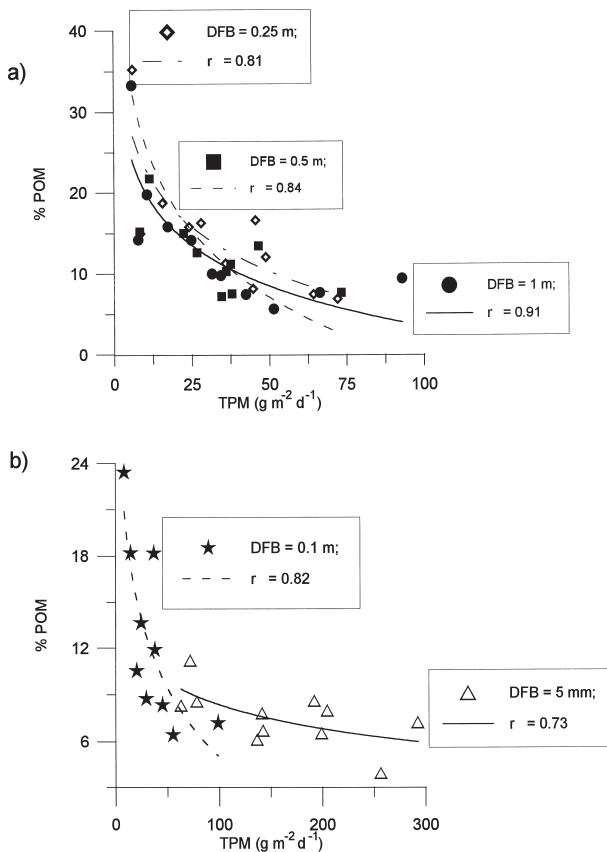 a)
40
30
20
10
0
% POM
DFB = 0.25 m;
r = 0.81
DFB = 0.5 m;
r = 0.84
DFB = 1 m;
r = 0.91
0 25 50 75 100
TPM (g m⁻² d⁻¹)
b)
24
18
12
6
% POM
DFB = 0.1 m;
r = 0.82
DFB = 5 mm;
r = 0.73
0 100 200 300
TPM (g m⁻² d⁻¹)